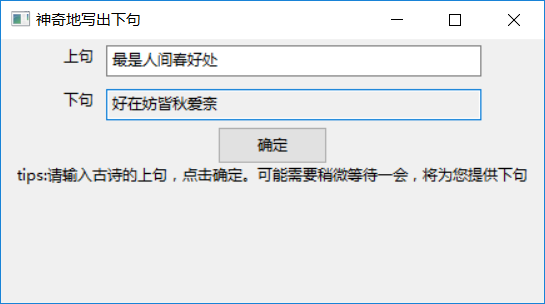 神奇地写出下句
上句 最是人间春好处
下句 好在妨皆秋爱奈
确定
tips:请输入古诗的上句，点击确定。可能需要稍微等待一会，将为您提供下句